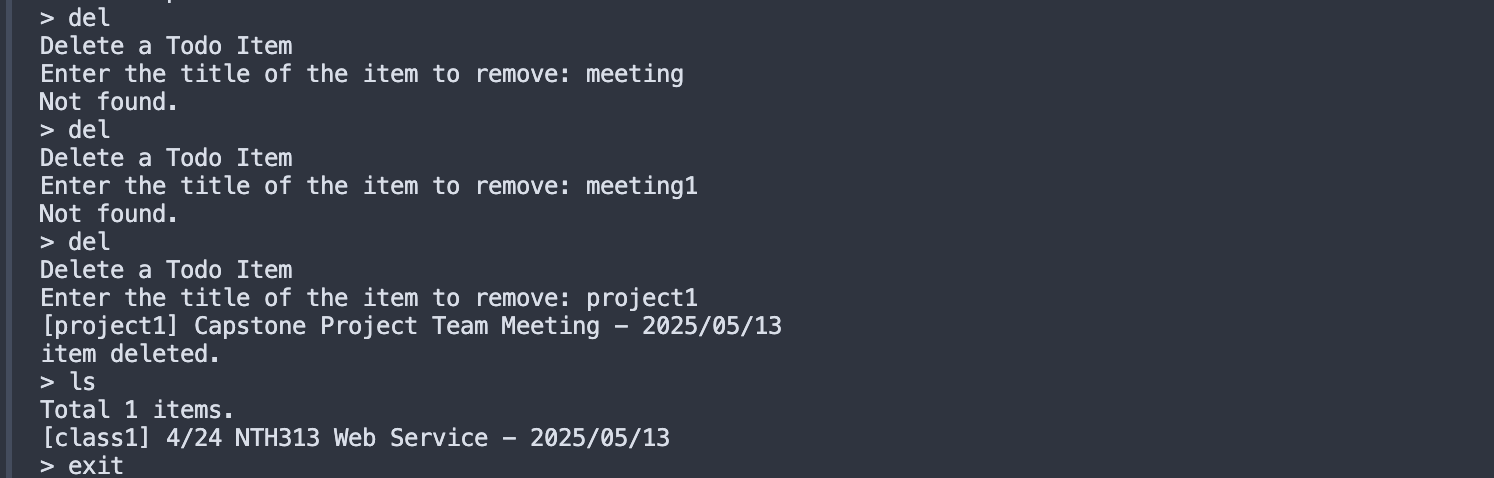 > del
Delete a Todo Item
Enter the title of the item to remove: meeting
Not found.
> del
Delete a Todo Item
Enter the title of the item to remove: meeting1
Not found.
> del
Delete a Todo Item
Enter the title of the item to remove: project1
[project1] Capstone Project Team Meeting – 2025/05/13
item deleted.
> ls
Total 1 items.
[class1] 4/24 NTH313 Web Service – 2025/05/13
> exit